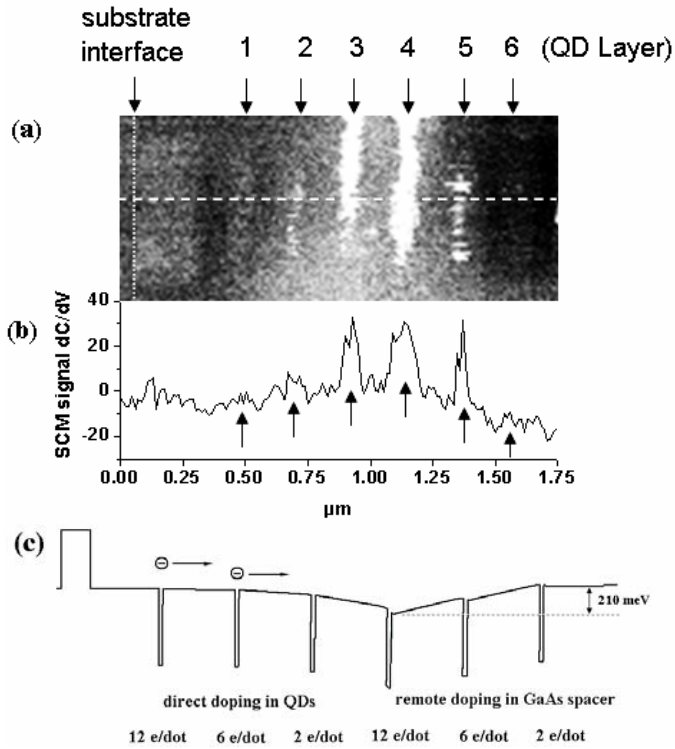 substrate
interface 1 2 3 4 5 6 (QD Layer)
(a)
(b)
SCM signal dC/dV
40
20
0
-20
0.00 0.25 0.50 0.75 1.00 1.25 1.50 1.75
µm
(c)
⊖ ⊖
210 meV
direct doping in QDs remote doping in GaAs spacer
12 e/dot 6 e/dot 2 e/dot 12 e/dot 6 e/dot 2 e/dot